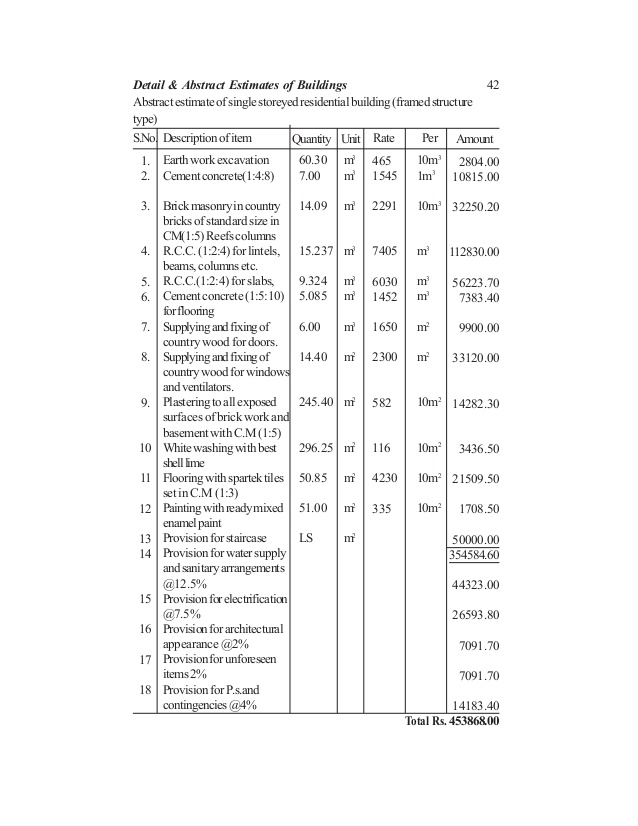 Detail & Abstract Estimates of Buildings 42
Abstract estimate of single storeyed residential building (framed structure
type)
S.No. Description of item Quantity Unit Rate Per Amount
1. Earth work excavation 60.30 m³ 465 10m³ 2804.00
2. Cement concrete(1:4:8) 7.00 m³ 1545 1m³ 10815.00
3. Brick masonry in country 14.09 m³ 2291 10m³ 32250.20
bricks of standard size in
CM(1:5) Reefs columns
4. R.C.C. (1:2:4) for lintels, 15.237 m³ 7405 m³ 112830.00
beams, columns etc.
5. R.C.C.(1:2:4) for slabs, 9.324 m³ 6030 m³ 56223.70
6. Cement concrete (1:5:10) 5.085 m³ 1452 m³ 7383.40
for flooring
7. Supplying and fixing of 6.00 m³ 1650 m² 9900.00
country wood for doors.
8. Supplying and fixing of 14.40 m² 2300 m² 33120.00
country wood for windows
and ventilators.
9. Plastering to all exposed 245.40 m² 582 10m² 14282.30
surfaces of brick work and
basement with C.M (1:5)
10 White washing with best 296.25 m² 116 10m² 3436.50
shell lime
11 Flooring with spartek tiles 50.85 m² 4230 10m² 21509.50
set in C.M (1:3)
12 Painting with ready mixed 51.00 m² 335 10m² 1708.50
enamel paint
13 Provision for staircase LS m² 50000.00
14 Provision for water supply 354584.60
and sanitary arrangements
@12.5% 44323.00
15 Provision for electrification
@7.5% 26593.80
16 Provision for architectural
appearance @2% 7091.70
17 Provision for unforeseen
items 2% 7091.70
18 Provision for P.s.and
contingencies @4% 14183.40
Total Rs. 453868.00